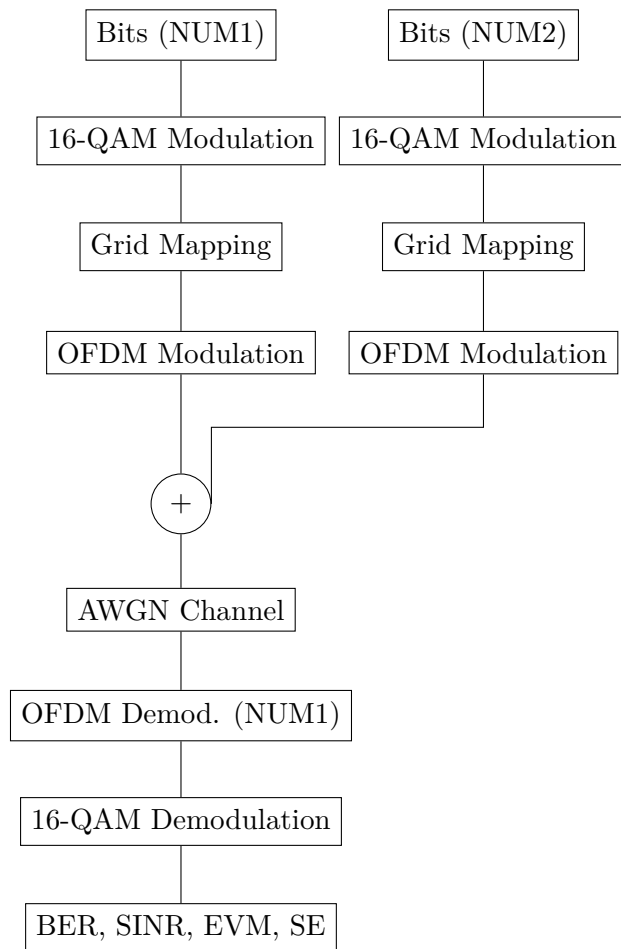 Bits (NUM1)
Bits (NUM2)
16-QAM Modulation
16-QAM Modulation
Grid Mapping
Grid Mapping
OFDM Modulation
OFDM Modulation
+
AWGN Channel
OFDM Demod. (NUM1)
16-QAM Demodulation
BER, SINR, EVM, SE